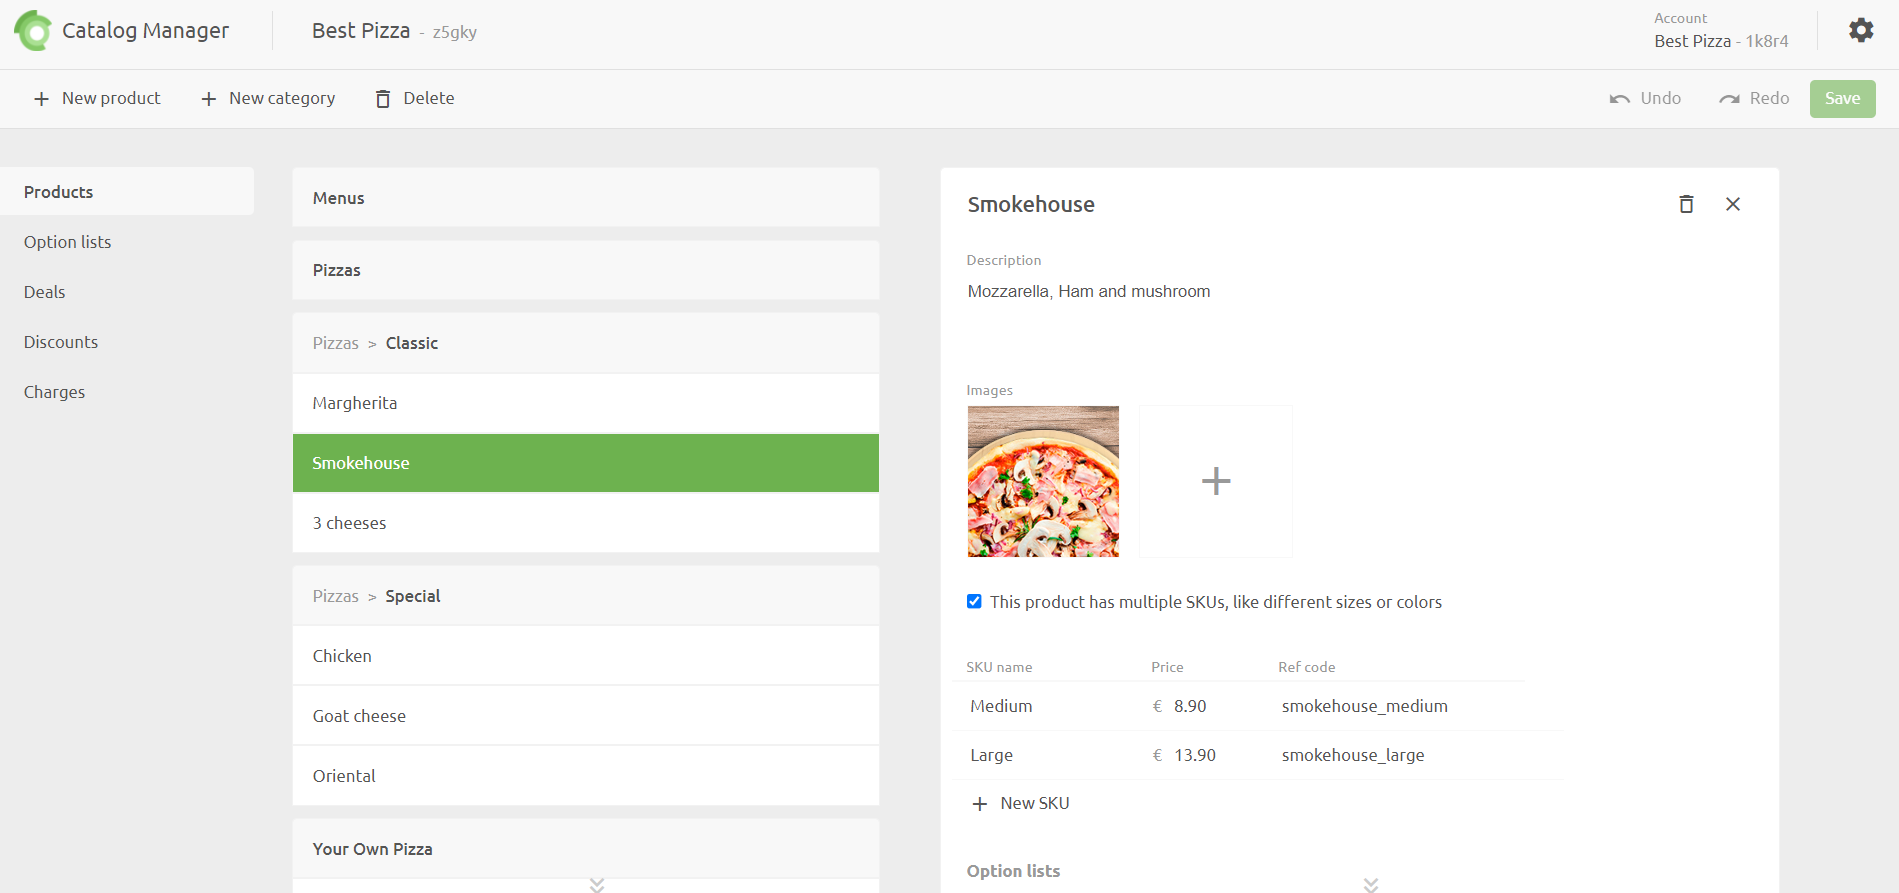 Catalog Manager
Best Pizza - z5gky
Account
Best Pizza - 1k8r4
+ New product
+ New category
Delete
Undo
Redo
Save
Products
Option lists
Deals
Discounts
Charges
Menus
Pizzas
Pizzas > Classic
Margherita
Smokehouse
3 cheeses
Pizzas > Special
Chicken
Goat cheese
Oriental
Your Own Pizza
Smokehouse
Description
Mozzarella, Ham and mushroom
Images
This product has multiple SKUs, like different sizes or colors
SKU name Price Ref code
Medium € 8.90 smokehouse_medium
Large € 13.90 smokehouse_large
+ New SKU
Option lists